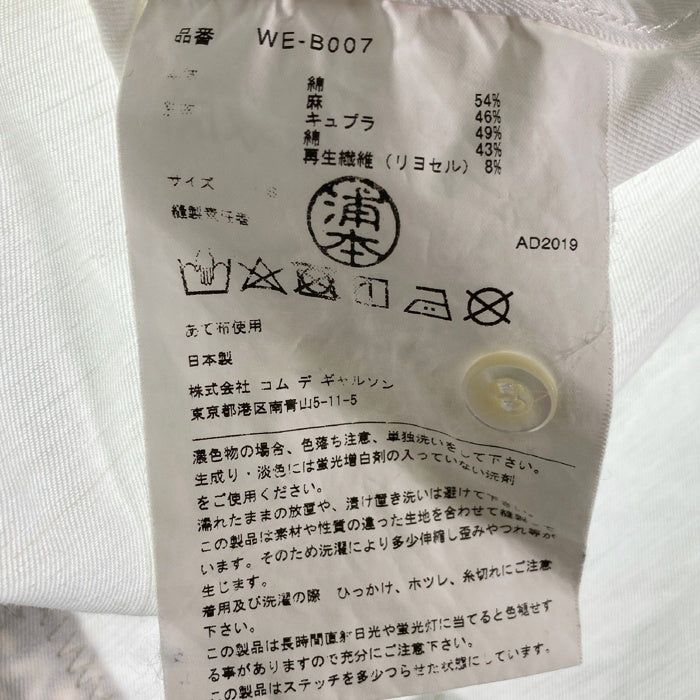 品番 WE-B007
綿 54%
麻 46%
キュプラ 49%
綿 43%
再生繊維（リヨセル） 8%
サイズ S
縫製責任者
浦本
AD2019
あて布使用
日本製
株式会社 コム デ ギャルソン
東京都港区南青山5-11-5
濃色物の場合、色落ち注意、単独洗いをして下さい。
生成り・淡色には蛍光増白剤の入っていない洗剤
をご使用ください。
濡れたままの放置や、漬け置き洗いは避けて下さい。
この製品は素材や性質の違った生地を合わせて縫製
います。そのため洗濯により多少伸縮し歪みやつれ等が
生じます。
着用及び洗濯の際 ひっかけ、ホツレ、糸切れにご注意
下さい。
この製品は長時間直射日光や蛍光灯に当てると色褪せす
る事がありますので充分にご注意下さい。
この製品はステッチを多少つらせた状態にしています。